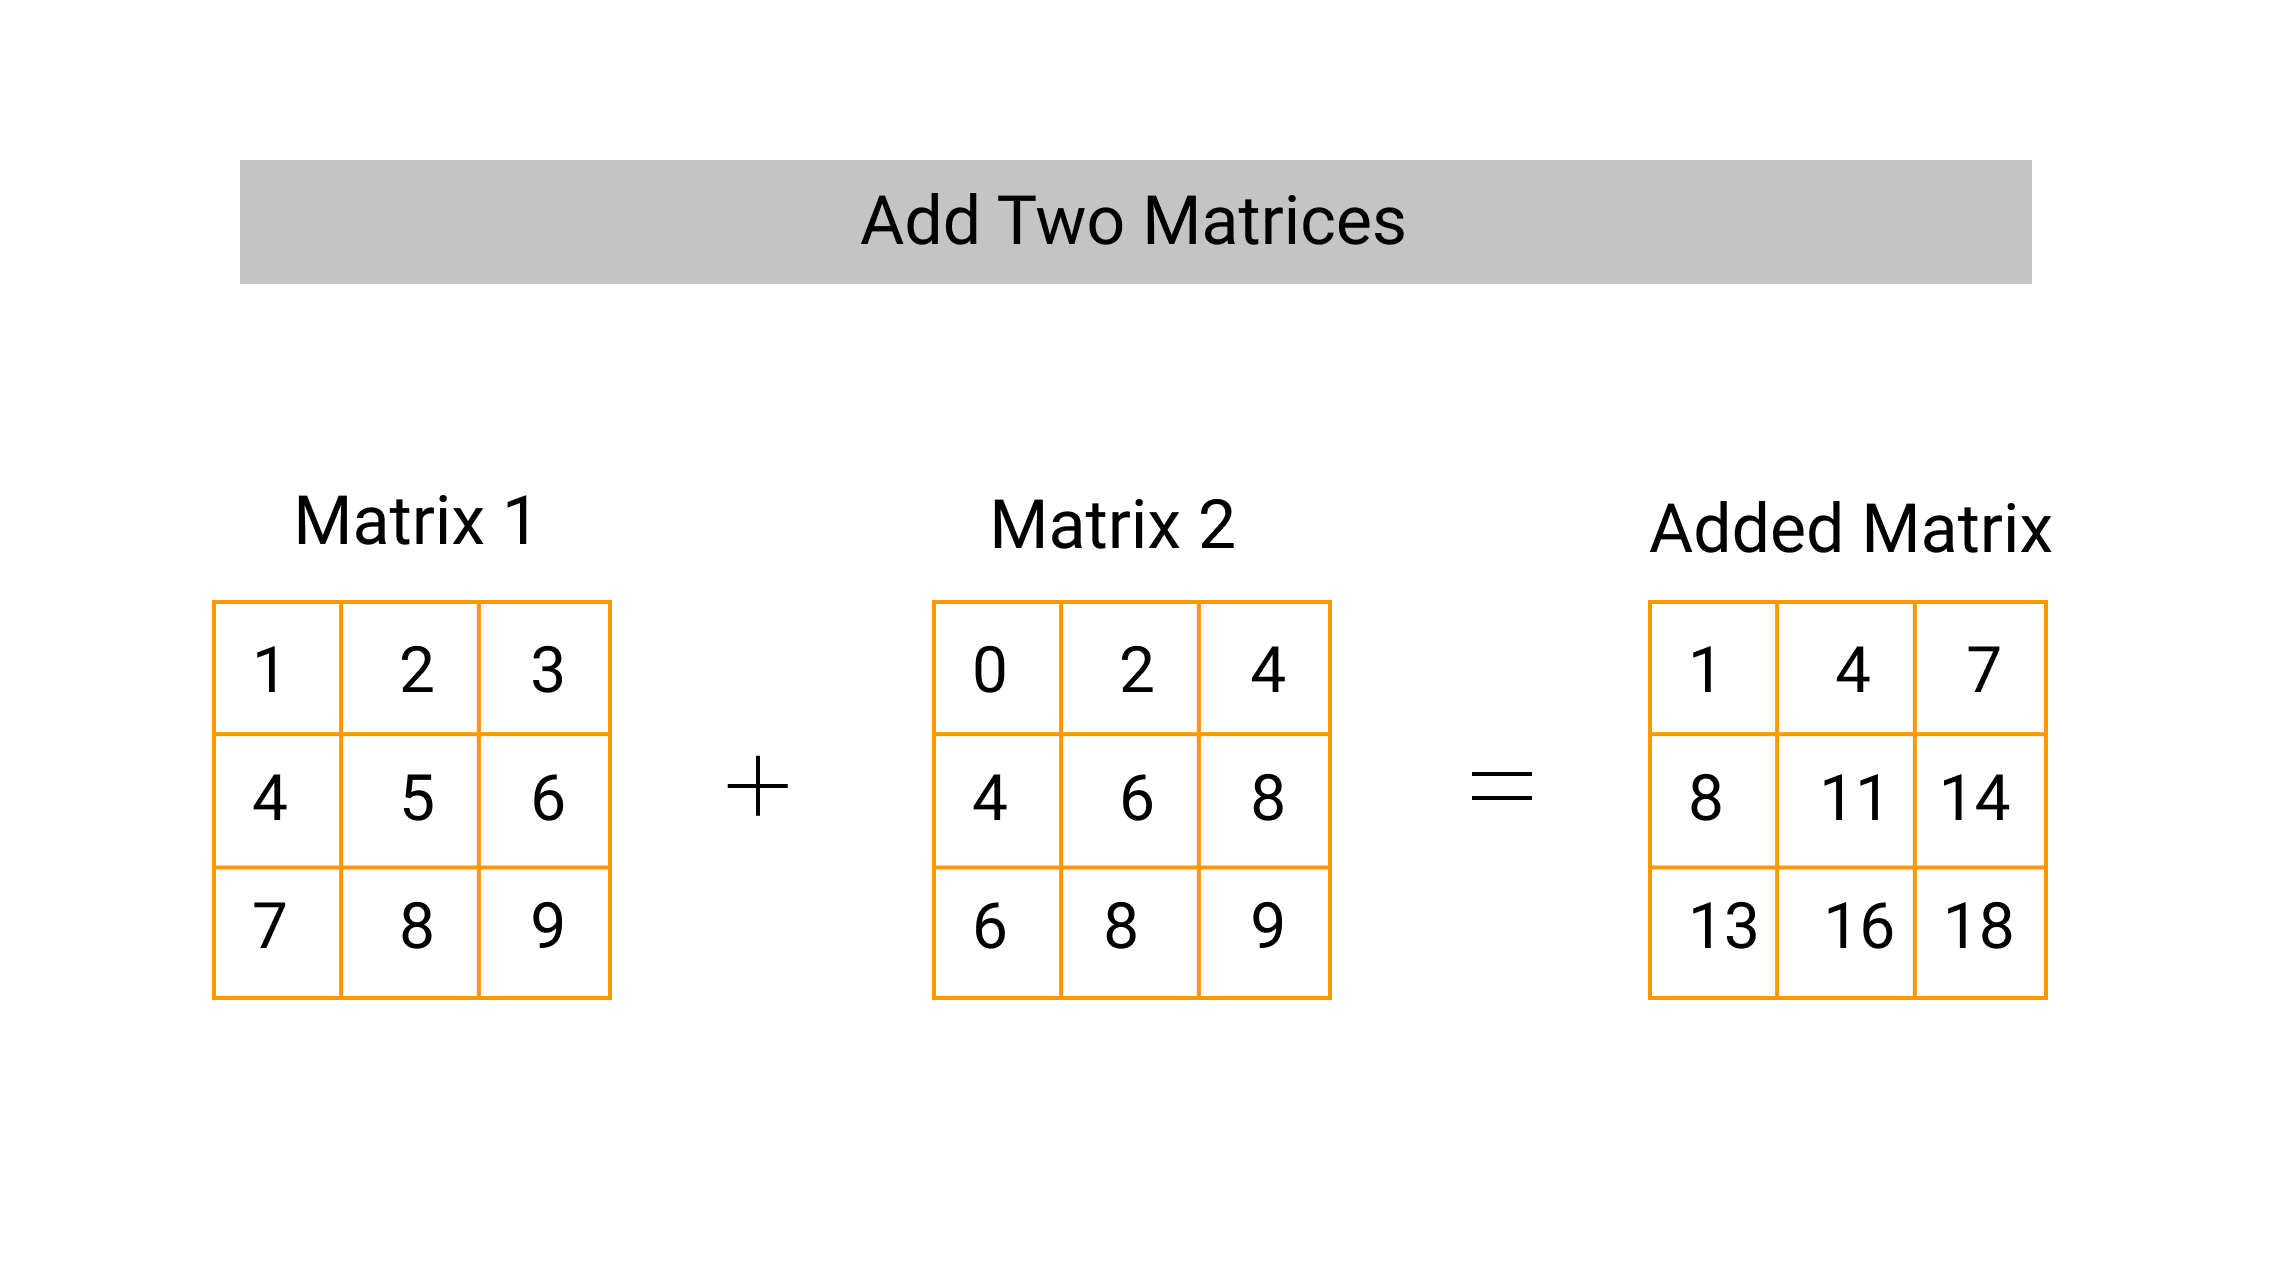 Add Two Matrices
Matrix 1 Matrix 2 Added Matrix
1 2 3 0 2 4 1 4 7
4 5 6 + 4 6 8 = 8 11 14
7 8 9 6 8 9 13 16 18